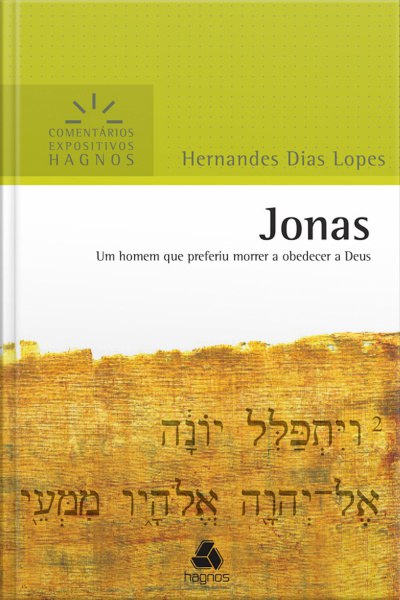 COMENTÁRIOS
EXPOSITIVOS
HAGNOS
Hernandes Dias Lopes
Jonas
Um homem que preferiu morrer a obedecer a Deus
2 וַיִּתְפַּלֵּל יוֹנָה
אֶל־יְהוָה אֱלֹהָיו מִמְּעֵי
hagnos